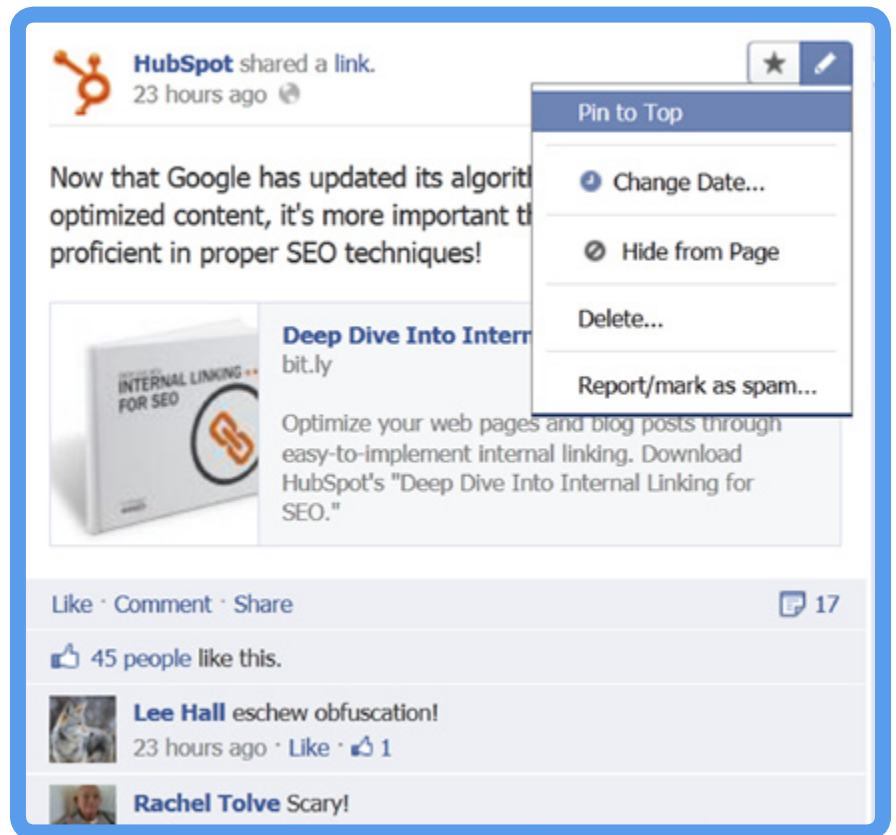 HubSpot shared a link.
23 hours ago
Pin to Top
Change Date...
Hide from Page
Delete...
Report/mark as spam...
Now that Google has updated its
optimized content, it's more important
proficient in proper SEO techniques!
INTERNAL LINKING
FOR SEO
Deep Dive Into
bit.ly
Optimize your web pages and blog posts through
easy-to-implement internal linking. Download
HubSpot's "Deep Dive Into Internal Linking for
SEO."
Like · Comment · Share
17
45 people like this.
Lee Hall eschew obfuscation!
23 hours ago · Like · 1
Rachel Tolve Scary!